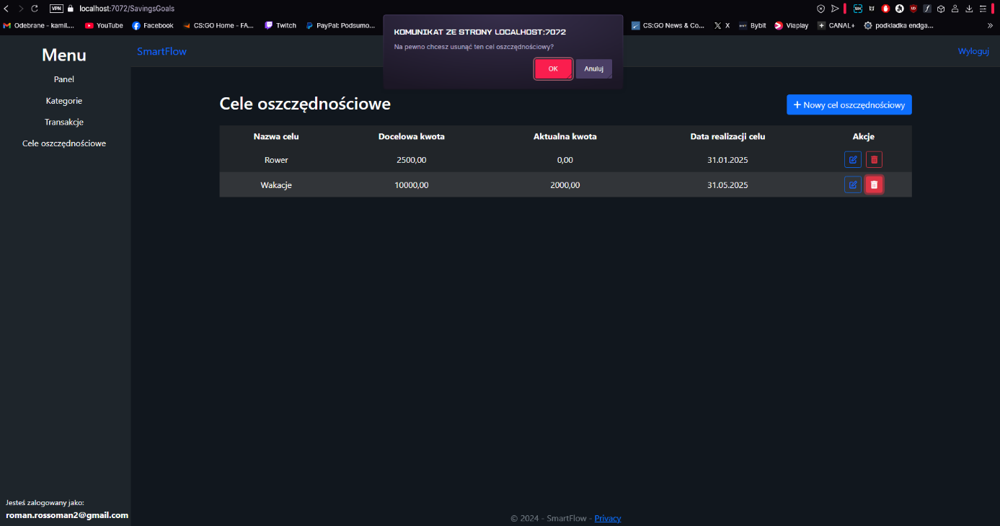 VPN localhost:7072/SavingsGoals
Odebrane - kamil.... YouTube Facebook CS:GO Home - FA... Twitch PayPal: Podsumo... CS:GO News & Co... X Bybit Viaplay CANAL+ podkladka endga...
KOMUNIKAT ZE STRONY LOCALHOST:7072
Na pewno chcesz usunąć ten cel oszczędnościowy?
OK Anuluj
Menu
Panel
Kategorie
Transakcje
Cele oszczędnościowe
SmartFlow Wyloguj
Cele oszczędnościowe
Nowy cel oszczędnościowy
Nazwa celu Docelowa kwota Aktualna kwota Data realizacji celu Akcje
Rower 2500,00 0,00 31.01.2025
Wakacje 10000,00 2000,00 31.05.2025
Jesteś zalogowany jako:
roman.rossoman2@gmail.com
© 2024 - SmartFlow - Privacy